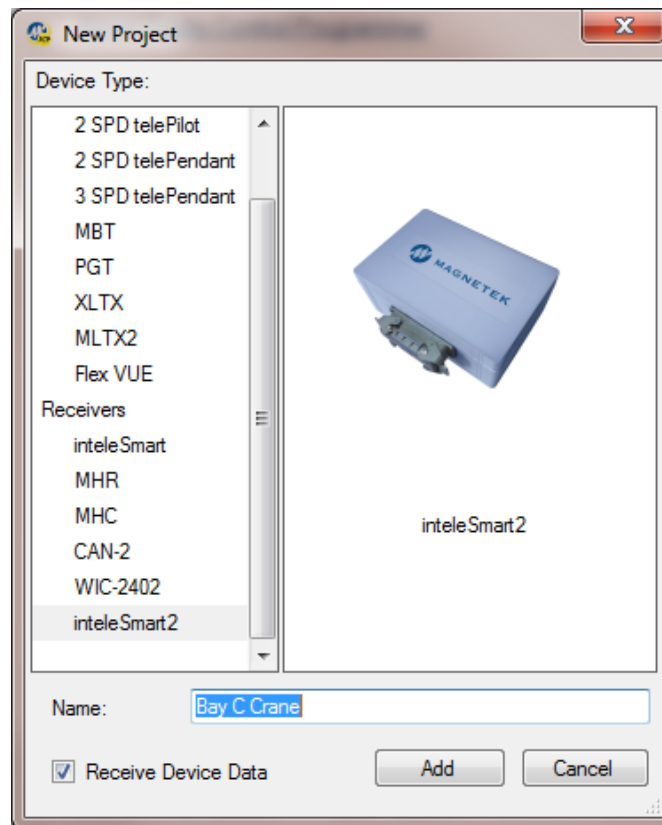 New Project
Device Type:
2 SPD telePilot
2 SPD telePendant
3 SPD telePendant
MBT
PGT
XLTX
MLTX2
Flex VUE
Receivers
inteleSmart
MHR
MHC
CAN-2
WIC-2402
inteleSmart2
MAGNETEK
inteleSmart2
Name: Bay C Crane
Receive Device Data Add Cancel